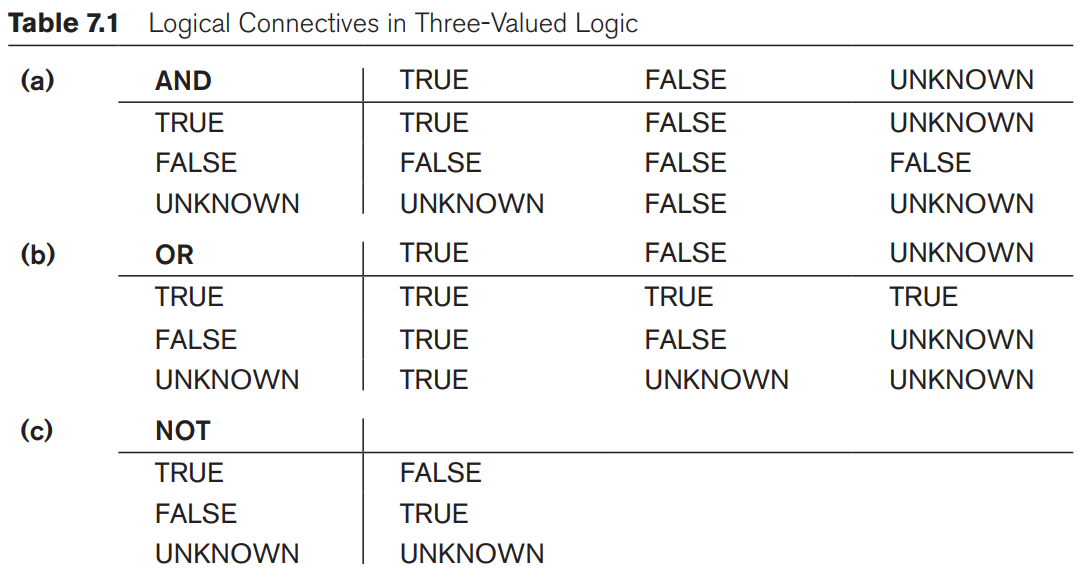 Table 7.1 Logical Connectives in Three-Valued Logic
(a) AND TRUE FALSE UNKNOWN
TRUE TRUE FALSE UNKNOWN
FALSE FALSE FALSE FALSE
UNKNOWN UNKNOWN FALSE UNKNOWN
(b) OR TRUE FALSE UNKNOWN
TRUE TRUE TRUE TRUE
FALSE TRUE FALSE UNKNOWN
UNKNOWN TRUE UNKNOWN UNKNOWN
(c) NOT
TRUE FALSE
FALSE TRUE
UNKNOWN UNKNOWN